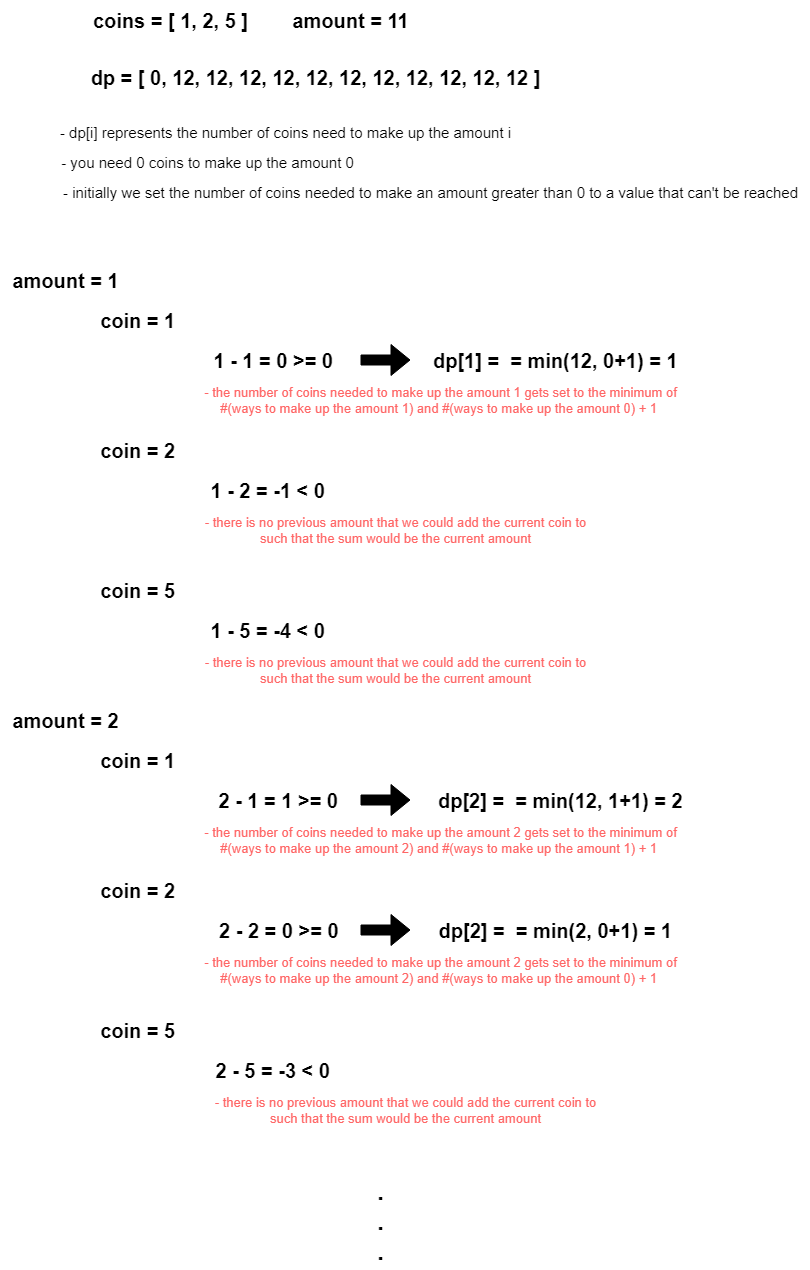 coins = [ 1, 2, 5 ] amount = 11
dp = [ 0, 12, 12, 12, 12, 12, 12, 12, 12, 12, 12, 12 ]
- dp[i] represents the number of coins need to make up the amount i
- you need 0 coins to make up the amount 0
- initially we set the number of coins needed to make an amount greater than 0 to a value that can't be reached
amount = 1
coin = 1
1 - 1 = 0 >= 0 dp[1] = = min(12, 0+1) = 1
- the number of coins needed to make up the amount 1 gets set to the minimum of
#(ways to make up the amount 1) and #(ways to make up the amount 0) + 1
coin = 2
1 - 2 = -1 < 0
- there is no previous amount that we could add the current coin to
such that the sum would be the current amount
coin = 5
1 - 5 = -4 < 0
- there is no previous amount that we could add the current coin to
such that the sum would be the current amount
amount = 2
coin = 1
2 - 1 = 1 >= 0 dp[2] = = min(12, 1+1) = 2
- the number of coins needed to make up the amount 2 gets set to the minimum of
#(ways to make up the amount 2) and #(ways to make up the amount 1) + 1
coin = 2
2 - 2 = 0 >= 0 dp[2] = = min(2, 0+1) = 1
- the number of coins needed to make up the amount 2 gets set to the minimum of
#(ways to make up the amount 2) and #(ways to make up the amount 0) + 1
coin = 5
2 - 5 = -3 < 0
- there is no previous amount that we could add the current coin to
such that the sum would be the current amount
.
.
.